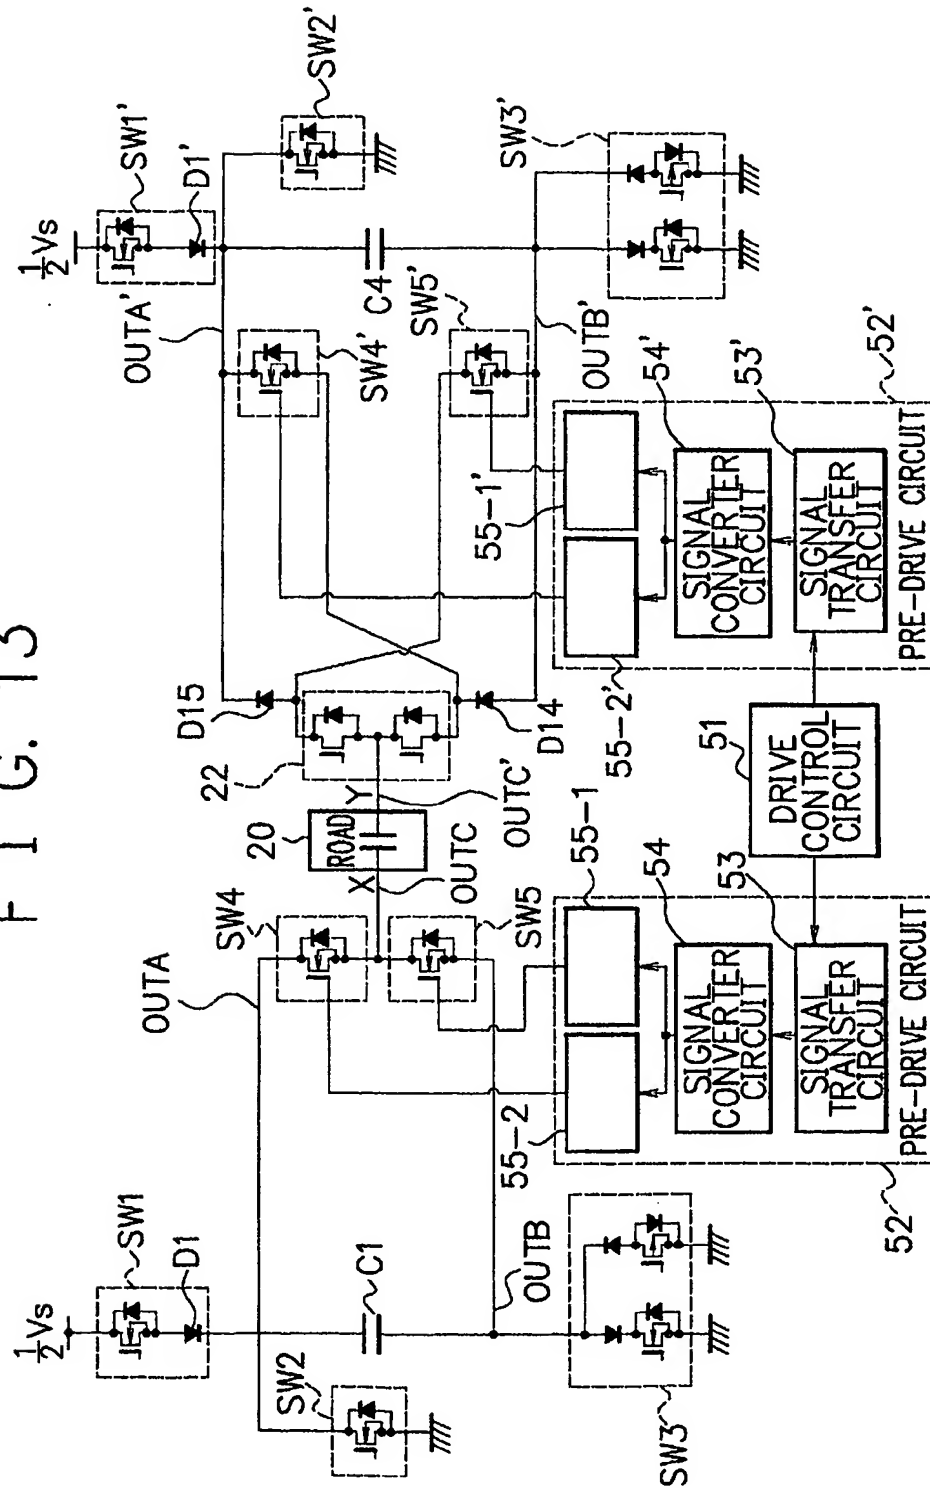 FIG. 13
½Vs
SW1
D1
SW2
C1
OUTA
OUTB
SW3
SW4
SW5
X
OUTC
20
ROAD
Y
OUTC'
22
D15
D14
OUTA'
½Vs
SW1'
D1'
SW2'
C4
SW4'
SW5'
OUTB'
SW3'
55-2
55-1
54
SIGNAL
CONVERTER
CIRCUIT
53
SIGNAL
TRANSFER
CIRCUIT
PRE-DRIVE CIRCUIT
52
51
DRIVE
CONTROL
CIRCUIT
55-2'
55-1'
54'
SIGNAL
CONVERTER
CIRCUIT
53'
SIGNAL
TRANSFER
CIRCUIT
PRE-DRIVE CIRCUIT
52'